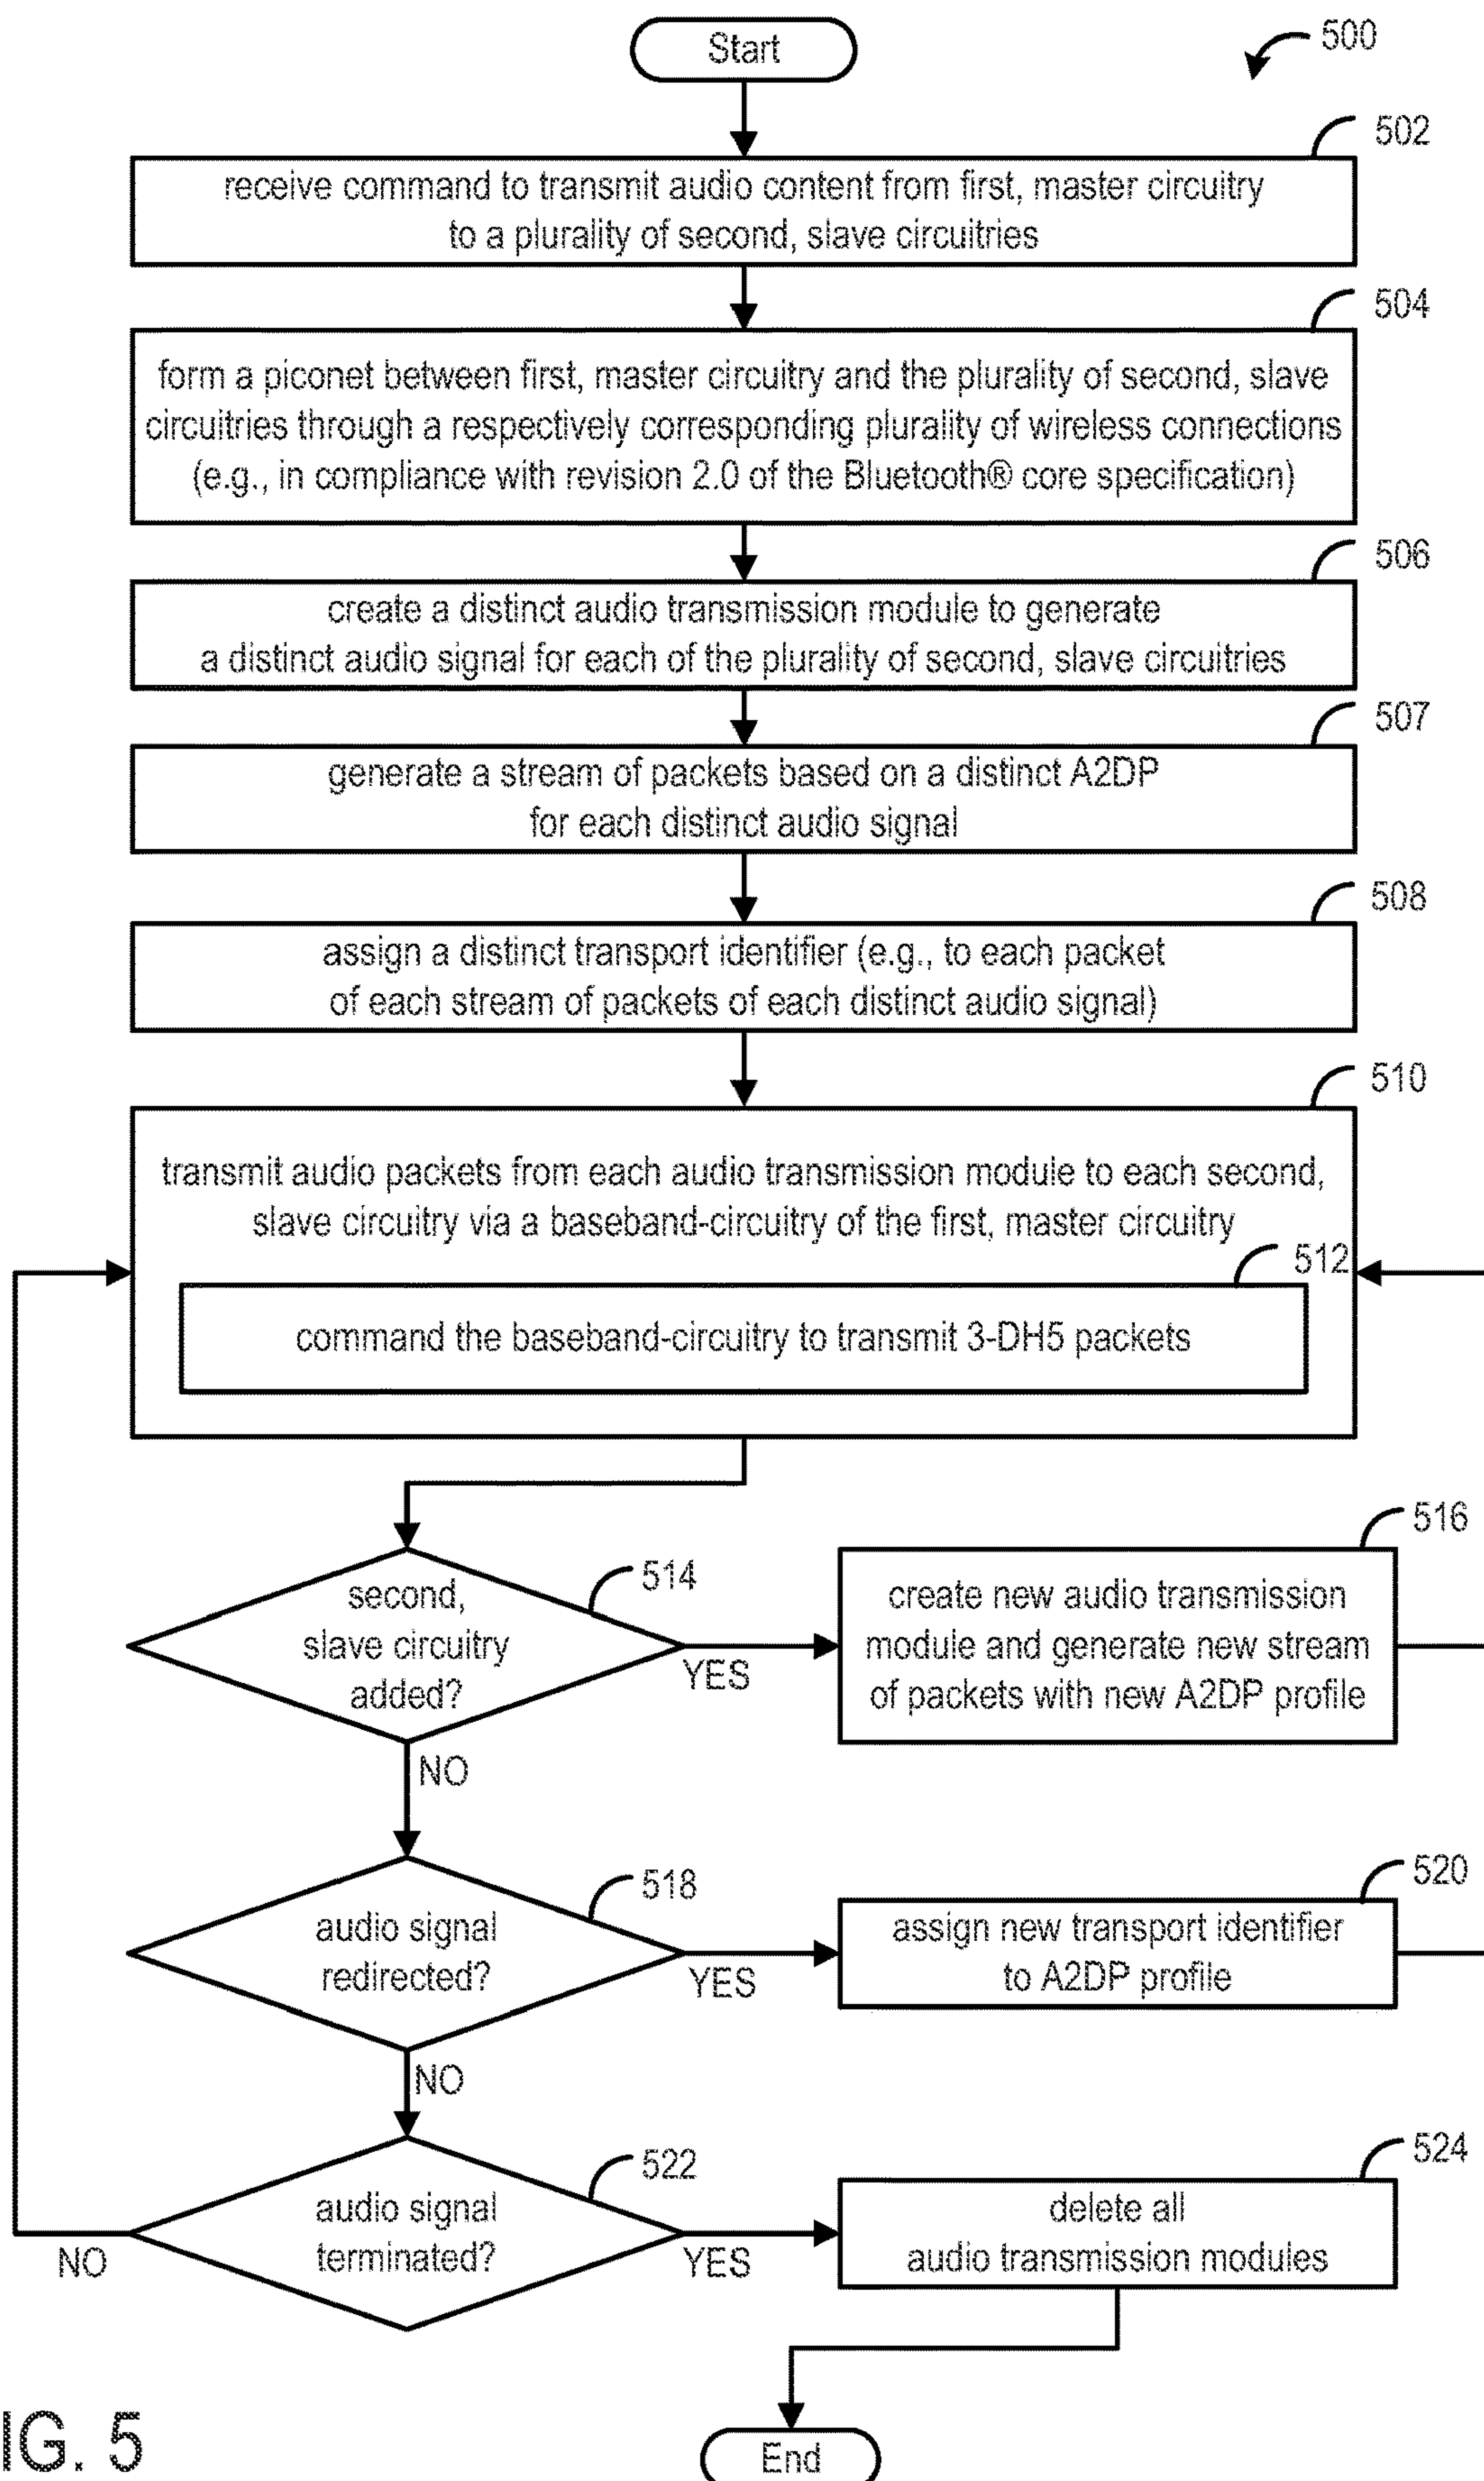 Start
500
502
receive command to transmit audio content from first, master circuitry
to a plurality of second, slave circuitries
504
form a piconet between first, master circuitry and the plurality of second, slave
circuitries through a respectively corresponding plurality of wireless connections
(e.g., in compliance with revision 2.0 of the Bluetooth® core specification)
506
create a distinct audio transmission module to generate
a distinct audio signal for each of the plurality of second, slave circuitries
507
generate a stream of packets based on a distinct A2DP
for each distinct audio signal
508
assign a distinct transport identifier (e.g., to each packet
of each stream of packets of each distinct audio signal)
510
transmit audio packets from each audio transmission module to each second,
slave circuitry via a baseband-circuitry of the first, master circuitry
512
command the baseband-circuitry to transmit 3-DH5 packets
514
second,
slave circuitry
added?
YES
NO
516
create new audio transmission
module and generate new stream
of packets with new A2DP profile
518
audio signal
redirected?
YES
NO
520
assign new transport identifier
to A2DP profile
522
audio signal
terminated?
NO
YES
524
delete all
audio transmission modules
End
IG. 5